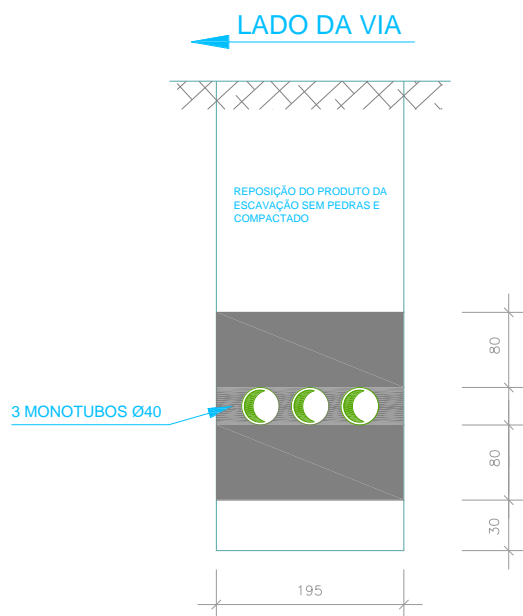 LADO DA VIA
REPOSIÇÃO DO PRODUTO DA
ESCAVAÇÃO SEM PEDRAS E
COMPACTADO
80
3 MONOTUBOS Ø40
80
30
195